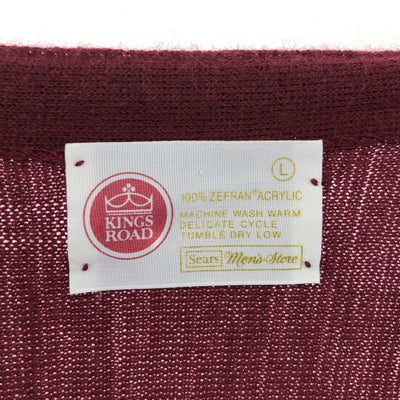 KINGS
ROAD
L
100% ZEFRAN® ACRYLIC
MACHINE WASH WARM
DELICATE CYCLE
TUMBLE DRY LOW
Sears Men's Store